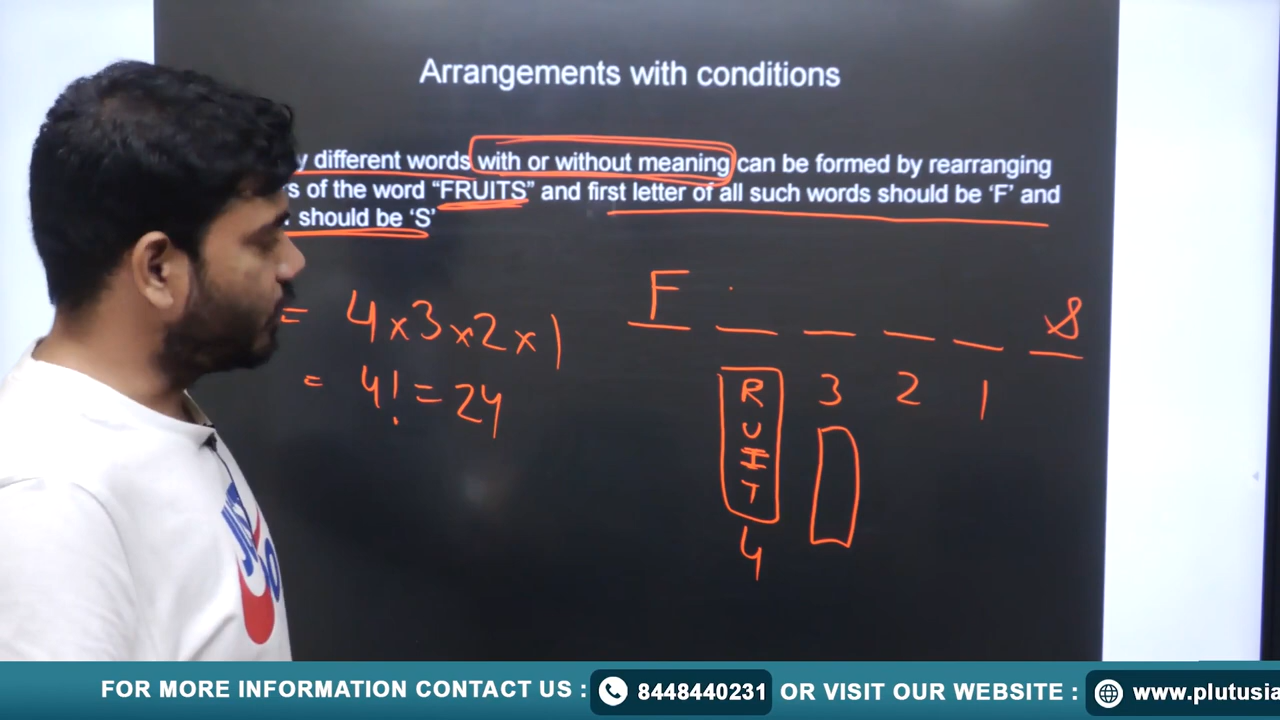 Arrangements with conditions
y different words with or without meaning can be formed by rearranging
s of the word “FRUITS” and first letter of all such words should be ‘F’ and
should be ‘S’
= 4 x 3 x 2 x 1
= 4! = 24
F _ _ _ _ S
R 3 2 1
U
I
T
4
FOR MORE INFORMATION CONTACT US : 8448440231 OR VISIT OUR WEBSITE : www.plutusia